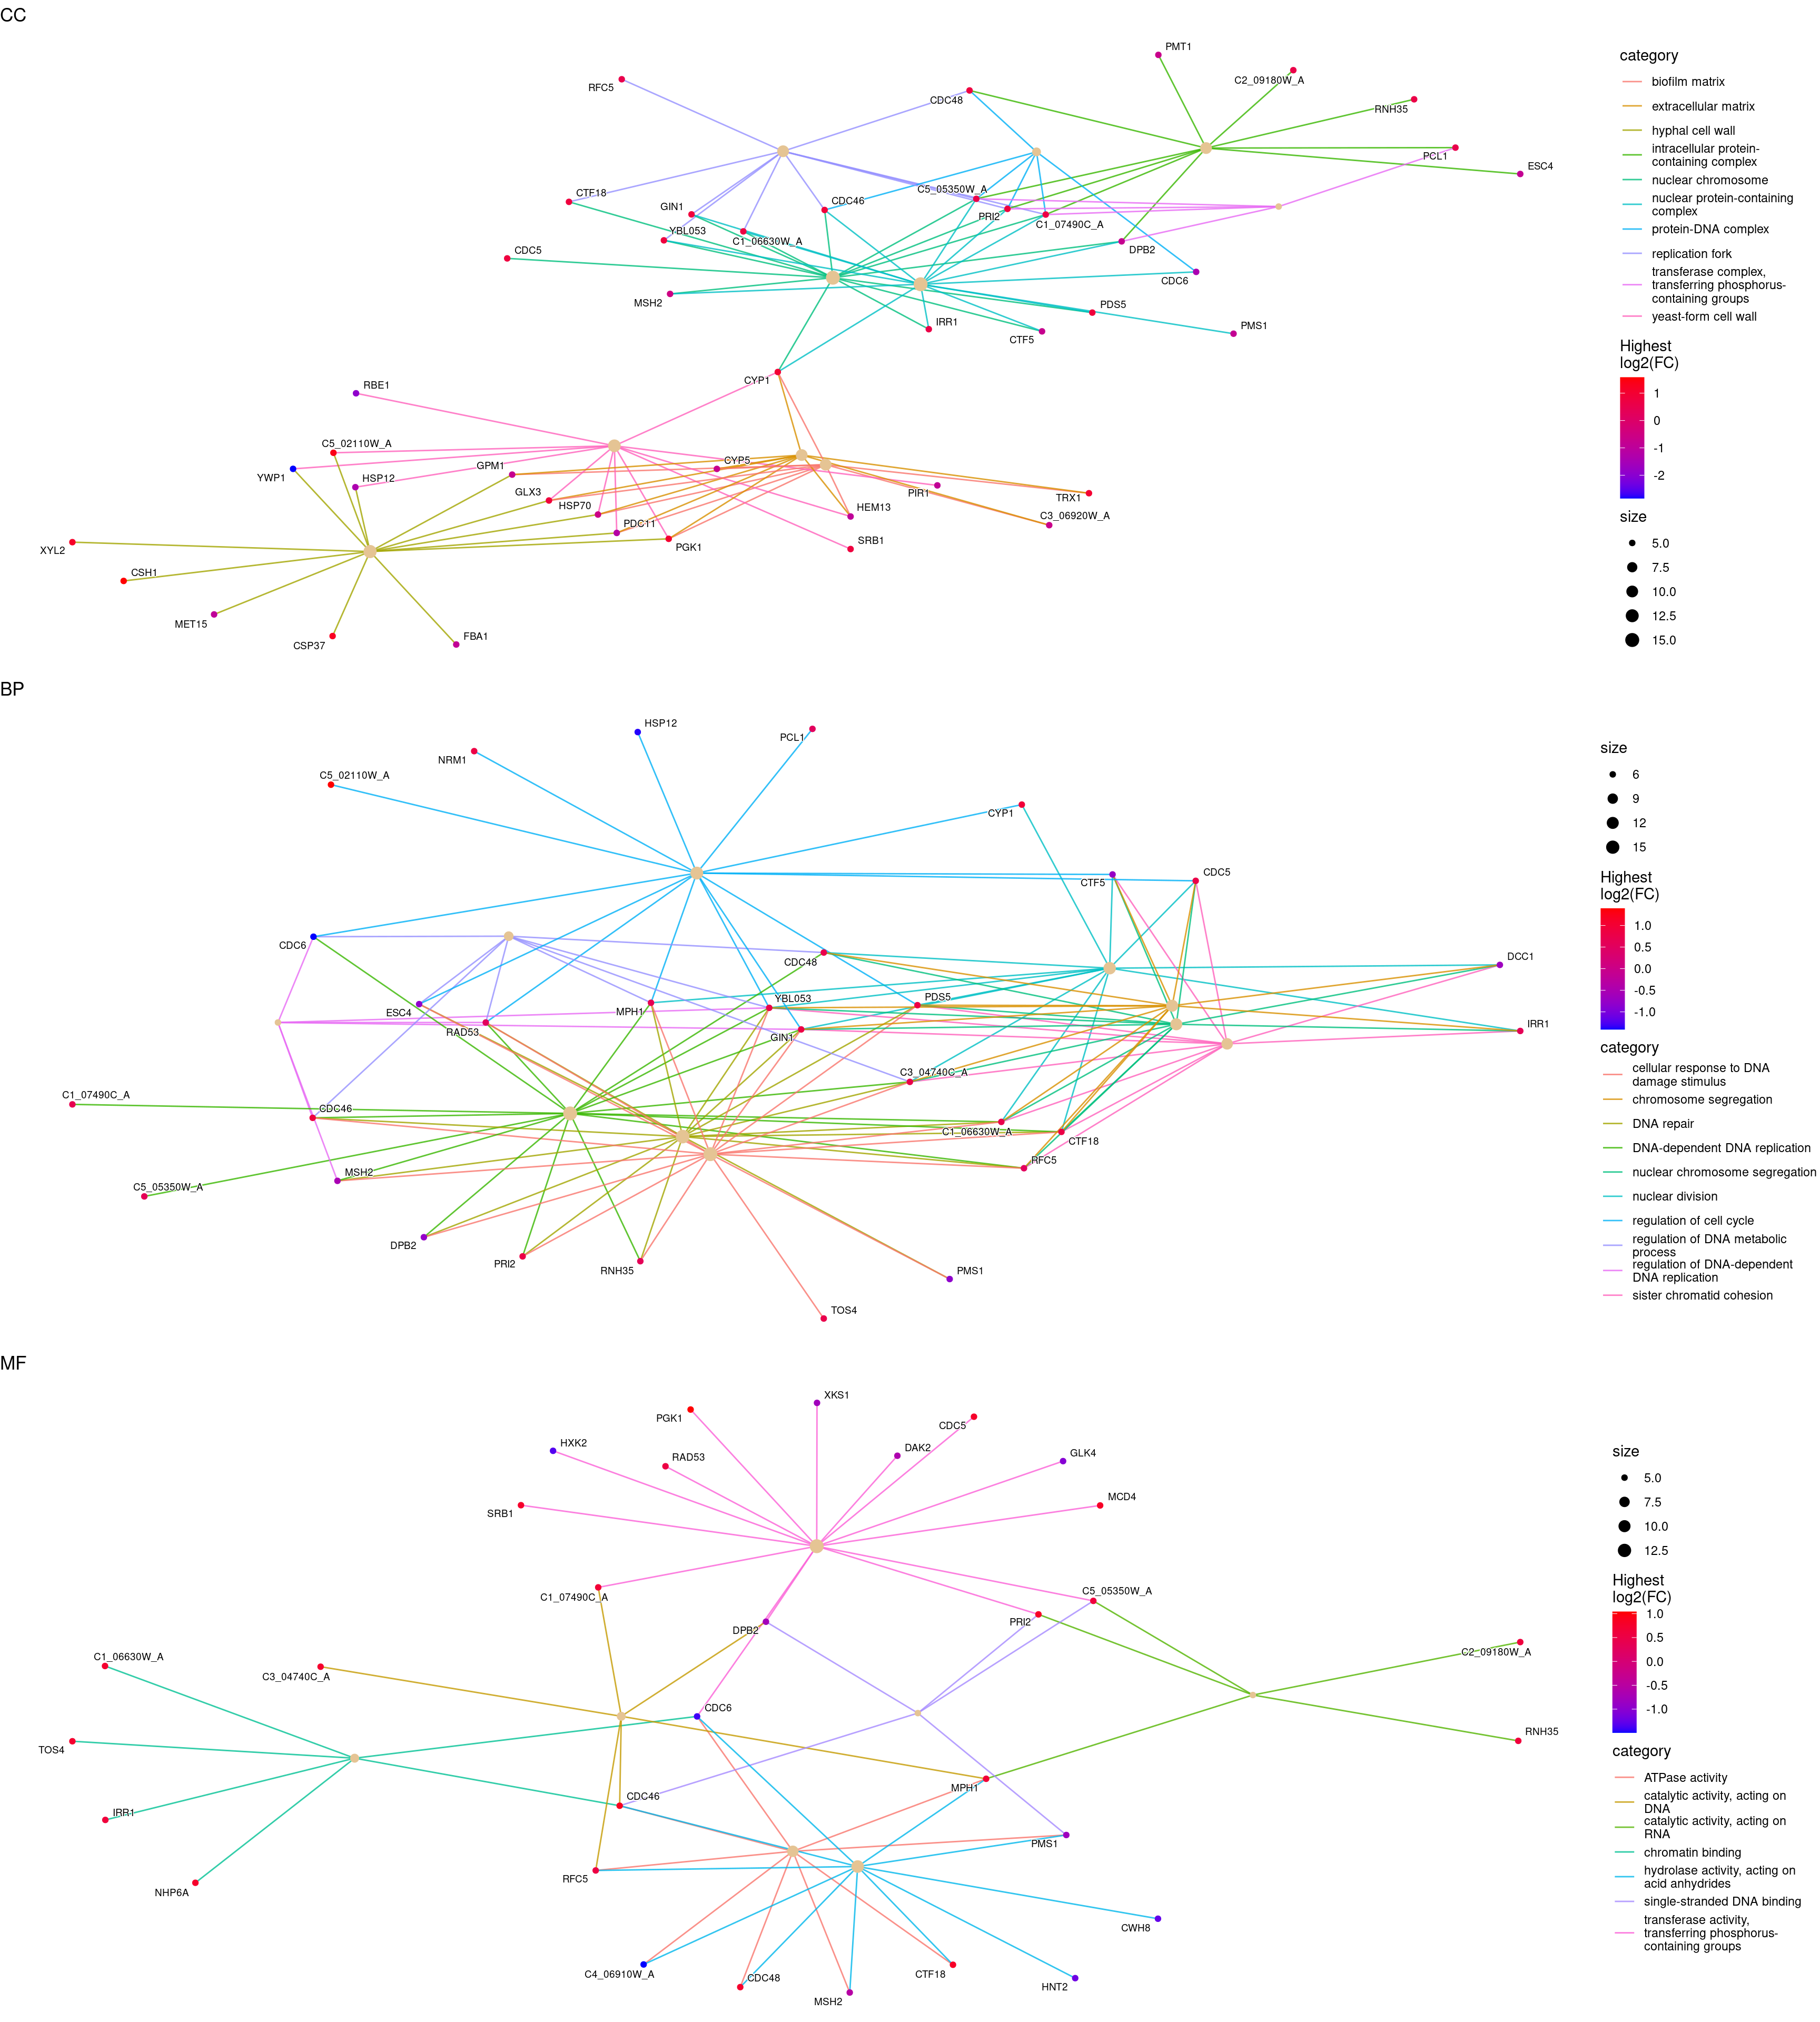 CC
PMT1
C2_09180W_A
RFC5
CDC48
RNH35
PCL1
ESC4
CTF18
C5_05350W_A
GIN1
CDC46
PRI2
C1_07490C_A
YBL053
C1_06630W_A
DPB2
CDC5
CDC6
MSH2
PDS5
IRR1
PMS1
CTF5
CYP1
RBE1
C5_02110W_A
CYP5
GPM1
YWP1
HSP12
GLX3
PIR1
TRX1
HSP70
HEM13
C3_06920W_A
PDC11
PGK1
SRB1
XYL2
CSH1
MET15
CSP37
FBA1
category
biofilm matrix
extracellular matrix
hyphal cell wall
intracellular protein-
containing complex
nuclear chromosome
nuclear protein-containing
complex
protein-DNA complex
replication fork
transferase complex,
transferring phosphorus-
containing groups
yeast-form cell wall
Highest
log2(FC)
1
0
-1
-2
size
5.0
7.5
10.0
12.5
15.0
BP
HSP12
PCL1
NRM1
C5_02110W_A
CYP1
CTF5
CDC5
CDC6
CDC48
DCC1
YBL053
PDS5
ESC4
MPH1
RAD53
GIN1
IRR1
C3_04740C_A
C1_07490C_A
CDC46
C1_06630W_A
CTF18
RFC5
MSH2
C5_05350W_A
DPB2
PRI2
RNH35
PMS1
TOS4
size
6
9
12
15
Highest
log2(FC)
1.0
0.5
0.0
-0.5
-1.0
category
cellular response to DNA
damage stimulus
chromosome segregation
DNA repair
DNA-dependent DNA replication
nuclear chromosome segregation
nuclear division
regulation of cell cycle
regulation of DNA metabolic
process
regulation of DNA-dependent
DNA replication
sister chromatid cohesion
MF
XKS1
PGK1
CDC5
HXK2
DAK2
RAD53
GLK4
MCD4
SRB1
C1_07490C_A
C5_05350W_A
PRI2
DPB2
C2_09180W_A
C1_06630W_A
C3_04740C_A
CDC6
RNH35
TOS4
MPH1
CDC46
IRR1
PMS1
RFC5
NHP6A
CWH8
C4_06910W_A
CDC48
CTF18
HNT2
MSH2
size
5.0
7.5
10.0
12.5
Highest
log2(FC)
1.0
0.5
0.0
-0.5
-1.0
category
ATPase activity
catalytic activity, acting on
DNA
catalytic activity, acting on
RNA
chromatin binding
hydrolase activity, acting on
acid anhydrides
single-stranded DNA binding
transferase activity,
transferring phosphorus-
containing groups